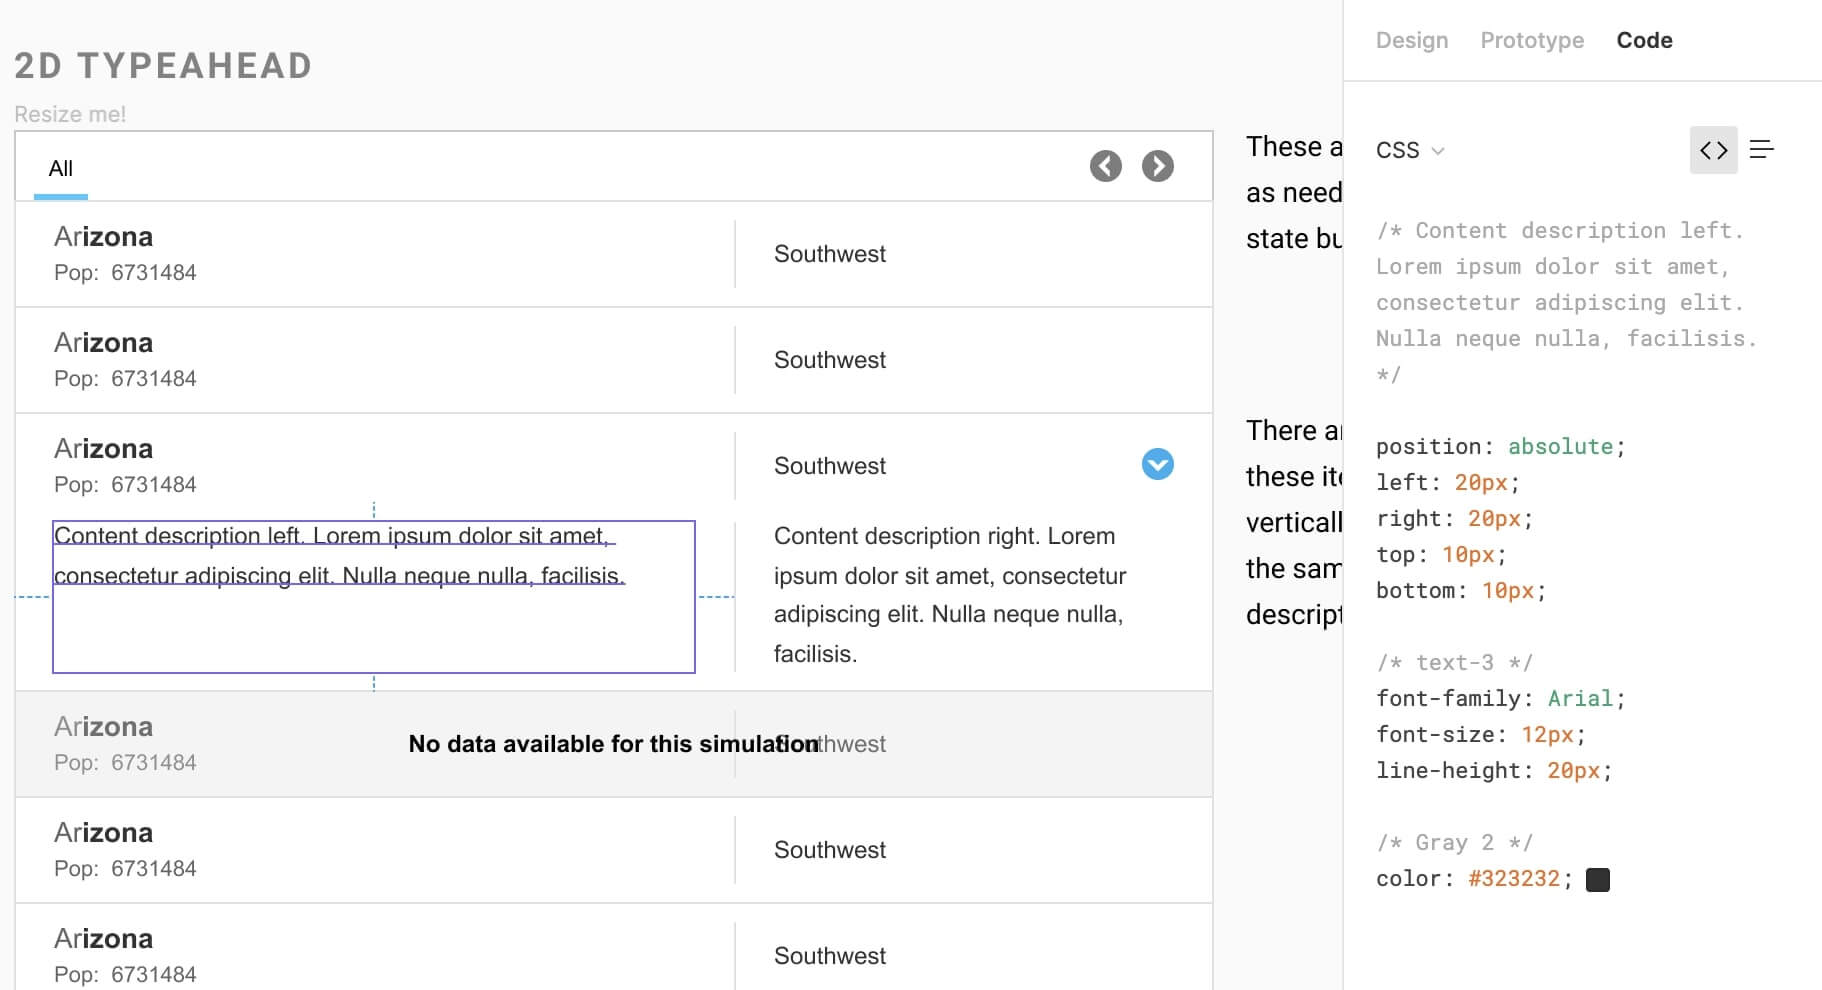 2D TYPEAHEAD
Resize me!
All
Arizona
Pop: 6731484
Southwest
Arizona
Pop: 6731484
Southwest
Arizona
Pop: 6731484
Southwest
Content description left. Lorem ipsum dolor sit amet,
consectetur adipiscing elit. Nulla neque nulla, facilisis.
Content description right. Lorem
ipsum dolor sit amet, consectetur
adipiscing elit. Nulla neque nulla,
facilisis.
Arizona
Pop: 6731484
No data available for this simulation
Southwest
Arizona
Pop: 6731484
Southwest
Arizona
Pop: 6731484
Southwest
These a
as need
state bu
There a
these ite
vertically
the sam
descript
Design Prototype Code
CSS
/* Content description left.
Lorem ipsum dolor sit amet,
consectetur adipiscing elit.
Nulla neque nulla, facilisis.
*/
position: absolute;
left: 20px;
right: 20px;
top: 10px;
bottom: 10px;
/* text-3 */
font-family: Arial;
font-size: 12px;
line-height: 20px;
/* Gray 2 */
color: #323232;